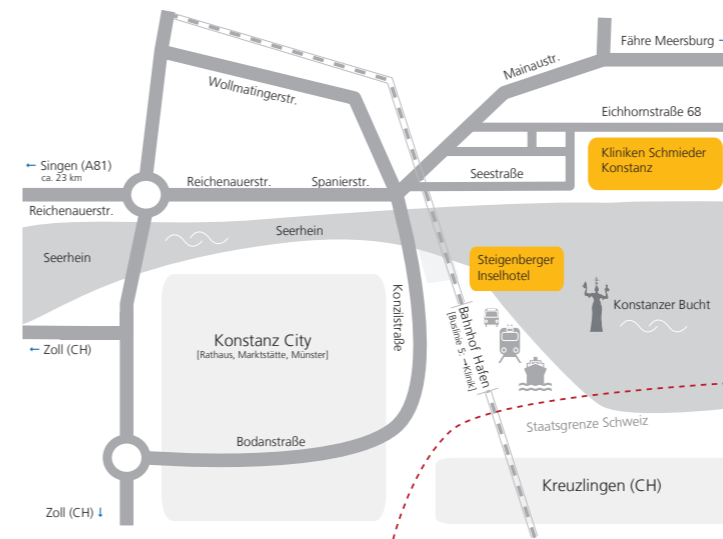 Fähre Meersburg →
Mainaustr.
Wollmatingerstr.
Eichhornstraße 68
Kliniken Schmieder
Konstanz
← Singen (A81)
ca. 23 km
Reichenauerstr.
Spanierstr.
Seestraße
Reichenauerstr.
Seerhein
Seerhein
Steigenberger
Inselhotel
Konstanzer Bucht
Konzilstraße
Bahnhof Hafen
[Buslinie 5: →Klinik]
Konstanz City
[Rathaus, Marktstätte, Münster]
← Zoll (CH)
Staatsgrenze Schweiz
Bodanstraße
Kreuzlingen (CH)
Zoll (CH) ↓